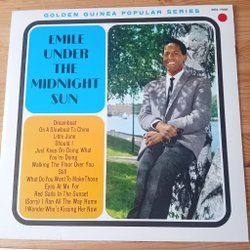 GOLDEN GUINEA POPULAR SERIES
EMILE
UNDER
THE
MIDNIGHT
SUN
Dreamboat
On A Slowboat To China
Little June
Should I
Just Keep On Doing What
You're Doing
Walking The Floor Over You
Still
What Do You Want To Make Those
Eyes At Me For
Red Sails In The Sunset
(Sorry) I Ran All The Way Home
I Wonder Who's Kissing Her Now